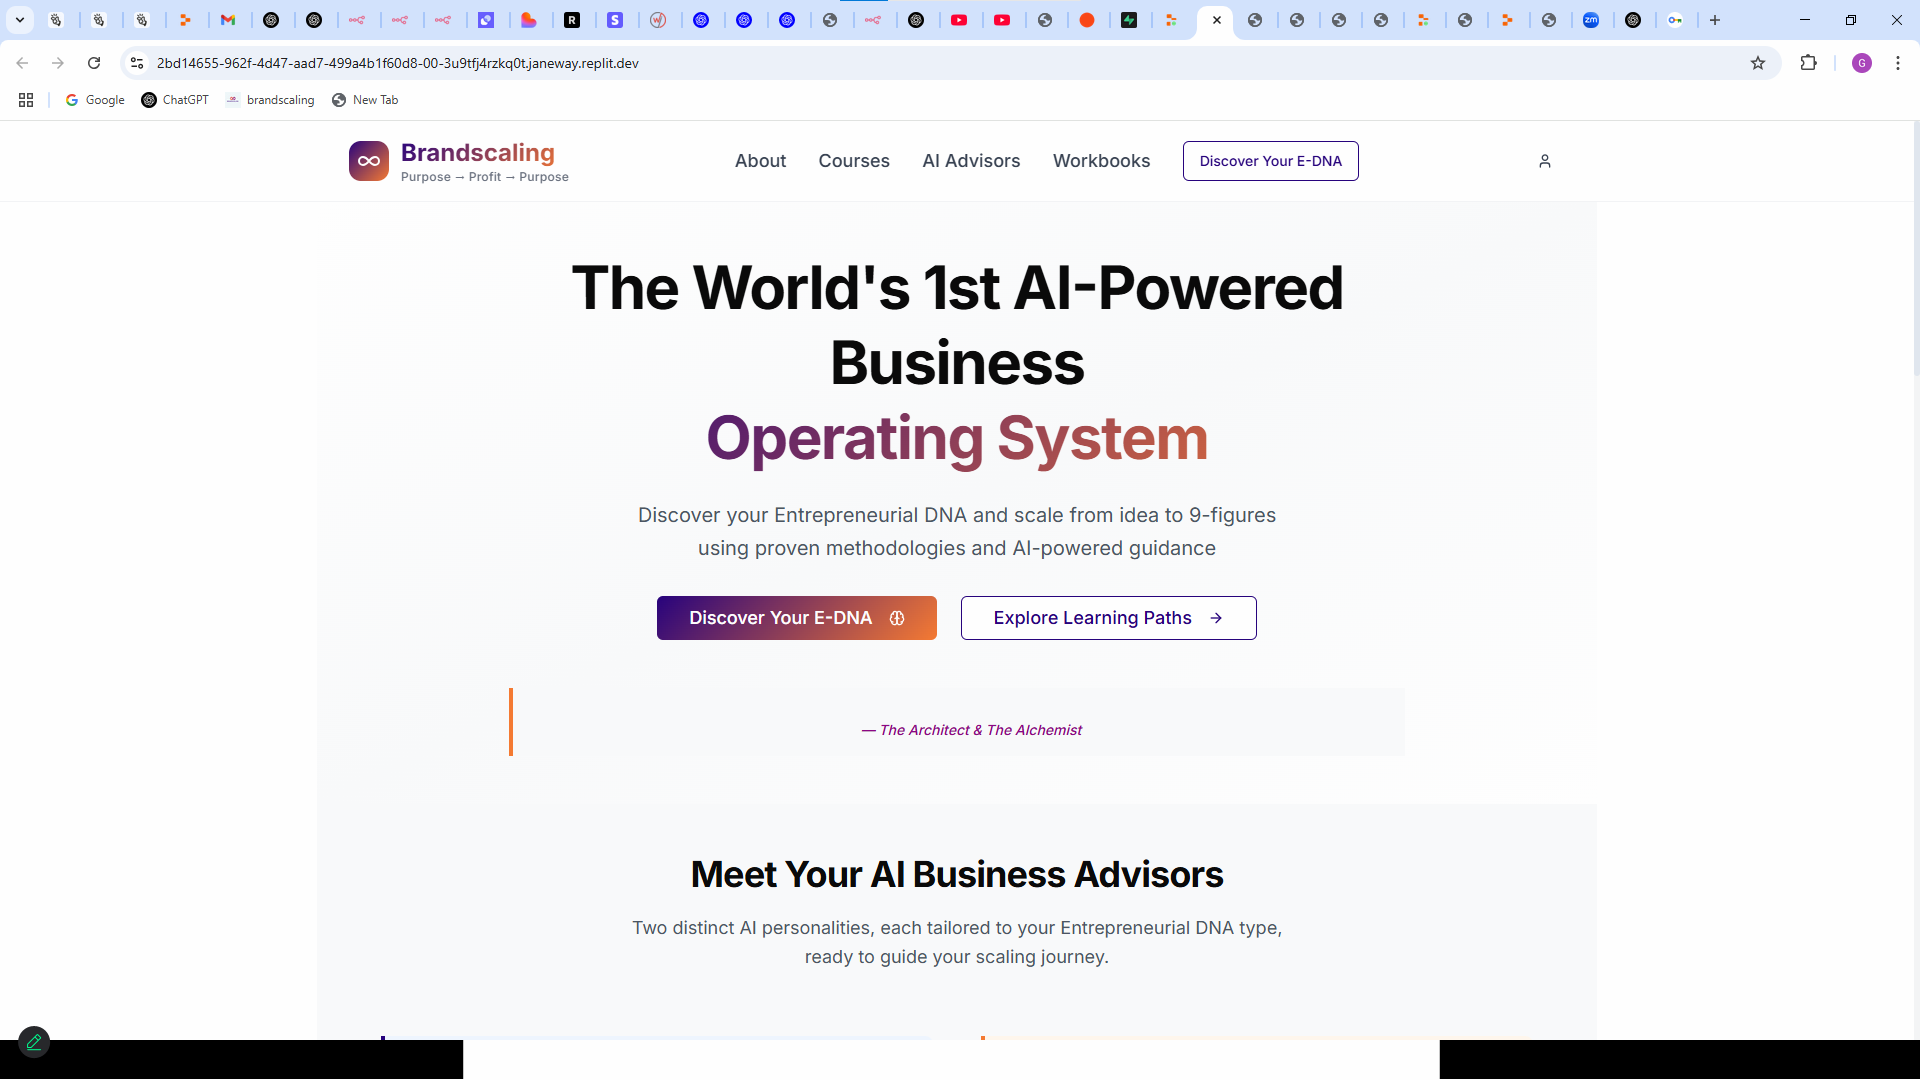 2bd14655-962f-4d47-aad7-499a4b1f60d8-00-3u9tfj4rzkq0t.janeway.replit.dev
G
Google
ChatGPT
brandscaling
New Tab
Brandscaling
Purpose → Profit → Purpose
About
Courses
AI Advisors
Workbooks
Discover Your E-DNA
The World's 1st AI-Powered
Business
Operating System
Discover your Entrepreneurial DNA and scale from idea to 9-figures
using proven methodologies and AI-powered guidance
Discover Your E-DNA
Explore Learning Paths →
— The Architect & The Alchemist
Meet Your AI Business Advisors
Two distinct AI personalities, each tailored to your Entrepreneurial DNA type,
ready to guide your scaling journey.